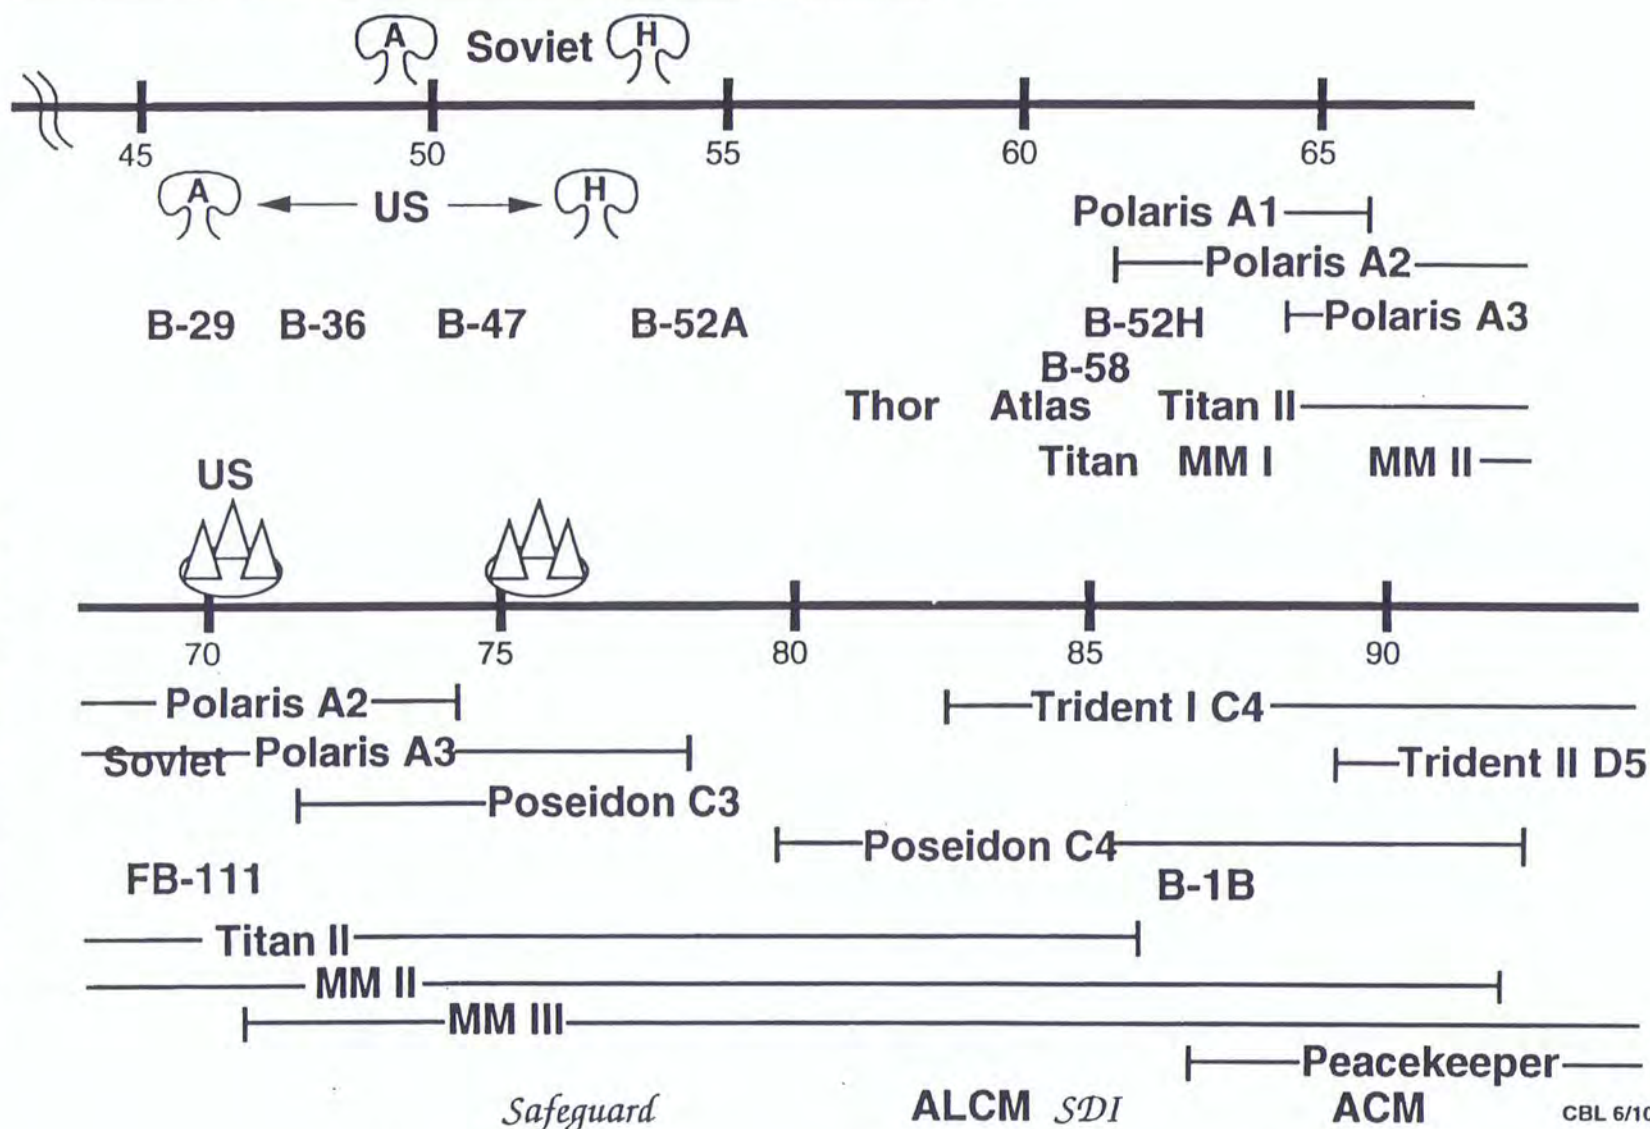 A Soviet H
45 50 55 60 65
A US H
Polaris A1
Polaris A2
B-29 B-36 B-47 B-52A B-52H Polaris A3
B-58
Thor Atlas Titan II
Titan MM I MM II
US
70 75 80 85 90
Polaris A2 Trident I C4
Soviet Polaris A3 Trident II D5
Poseidon C3
Poseidon C4
FB-111 B-1B
Titan II
MM II
MM III
Peacekeeper
Safeguard ALCM SDI ACM CBL 6/10